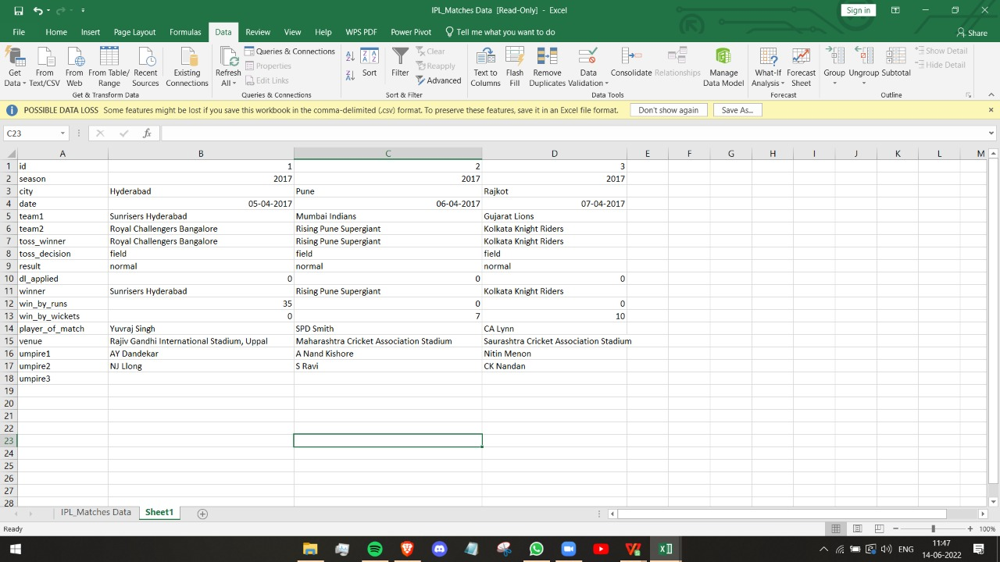 IPL_Matches Data [Read-Only] - Excel
Sign in
File Home Insert Page Layout Formulas Data Review View Help WPS PDF Power Pivot Tell me what you want to do Share
Get Data From Text/CSV From Web From Table/ Range Recent Sources Existing Connections
Get & Transform Data
Refresh All Queries & Connections Properties Edit Links
Queries & Connections
Sort Filter Clear Reapply Advanced
Sort & Filter
Text to Columns Flash Fill Remove Duplicates Data Validation Consolidate Relationships Manage Data Model
Data Tools
What-If Analysis Forecast Sheet
Forecast
Group Ungroup Subtotal Show Detail Hide Detail
Outline
POSSIBLE DATA LOSS Some features might be lost if you save this workbook in the comma-delimited (.csv) format. To preserve these features, save it in an Excel file format. Don't show again Save As...
C23 fx
A B C D E F G H I J K L M
1 id 1 2 3
2 season 2017 2017 2017
3 city Hyderabad Pune Rajkot
4 date 05-04-2017 06-04-2017 07-04-2017
5 team1 Sunrisers Hyderabad Mumbai Indians Gujarat Lions
6 team2 Royal Challengers Bangalore Rising Pune Supergiant Kolkata Knight Riders
7 toss_winner Royal Challengers Bangalore Rising Pune Supergiant Kolkata Knight Riders
8 toss_decision field field field
9 result normal normal normal
10 dl_applied 0 0 0
11 winner Sunrisers Hyderabad Rising Pune Supergiant Kolkata Knight Riders
12 win_by_runs 35 0 0
13 win_by_wickets 0 7 10
14 player_of_match Yuvraj Singh SPD Smith CA Lynn
15 venue Rajiv Gandhi International Stadium, Uppal Maharashtra Cricket Association Stadium Saurashtra Cricket Association Stadium
16 umpire1 AY Dandekar A Nand Kishore Nitin Menon
17 umpire2 NJ Llong S Ravi CK Nandan
18 umpire3
19
20
21
22
23
24
25
26
27
28
IPL_Matches Data Sheet1
Ready 100%
ENG 11:47
14-06-2022